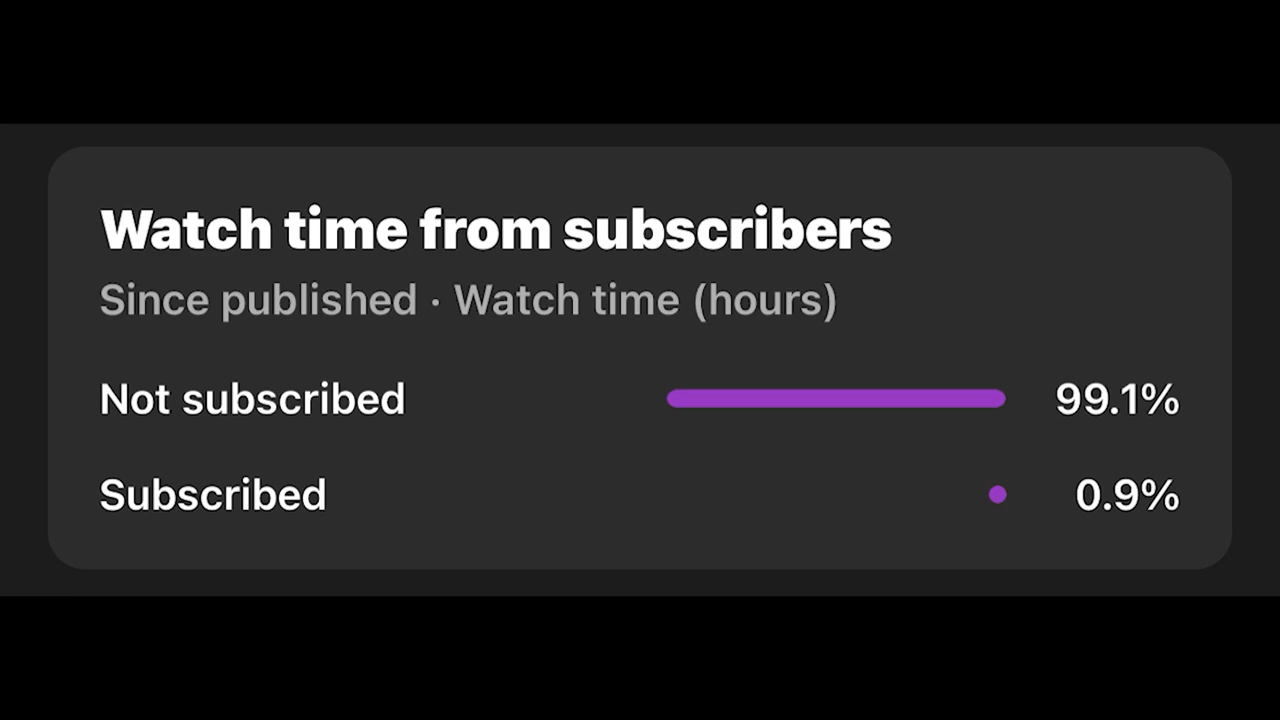 Watch time from subscribers
Since published · Watch time (hours)
Not subscribed 99.1%
Subscribed 0.9%